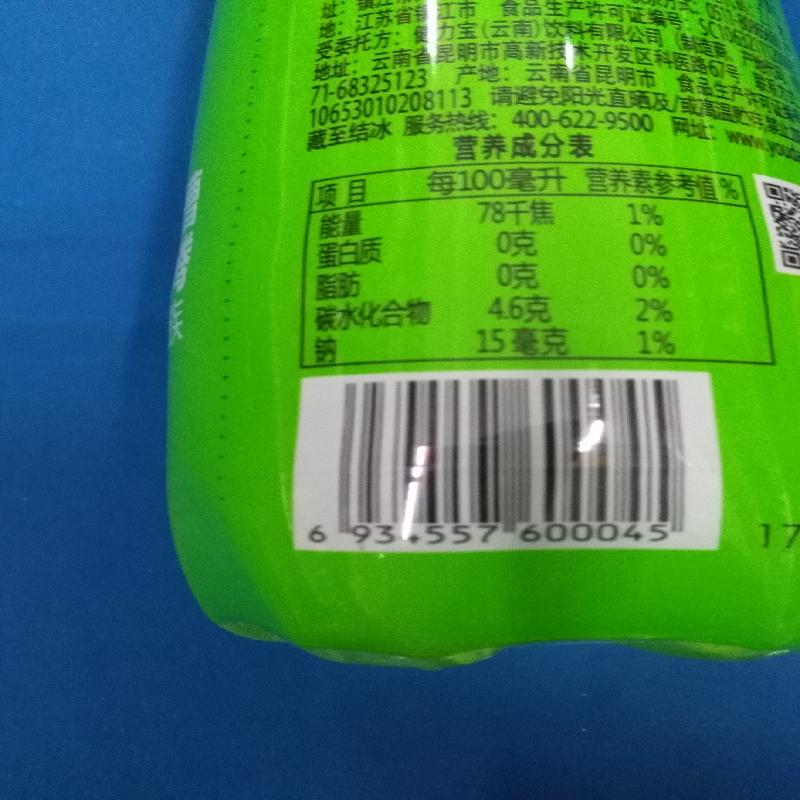 地：江苏省镇江市 食品生产许可证编号：
受委托方：健力宝(云南)饮料有限公司
地址：云南省昆明市高新技术开发区科医路67号
71-68325123 产地：云南省昆明市 食品生产许可证
10653010208113 请避免阳光直晒及/或高温
藏至结冰 服务热线：400-622-9500 网址：www.
营养成分表
项目 每100毫升 营养素参考值%
能量 78千焦 1%
蛋白质 0克 0%
脂肪 0克 0%
碳水化合物 4.6克 2%
钠 15毫克 1%
6 934557 600045
17